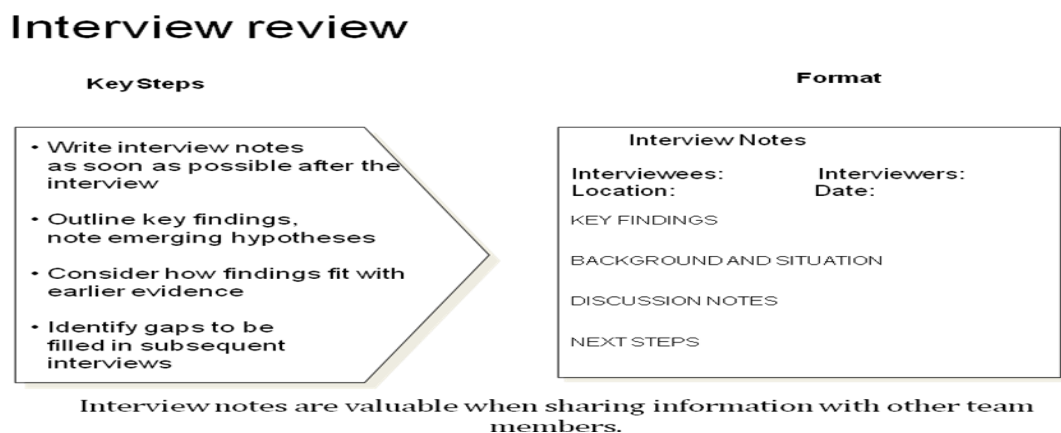 Interview review
Key Steps
• Write interview notes
as soon as possible after the
interview
• Outline key findings,
note emerging hypotheses
• Consider how findings fit with
earlier evidence
• Identify gaps to be
filled in subsequent
interviews
Format
Interview Notes
Interviewees: Interviewers:
Location: Date:
KEY FINDINGS
BACKGROUND AND SITUATION
DISCUSSION NOTES
NEXT STEPS
Interview notes are valuable when sharing information with other team
members.